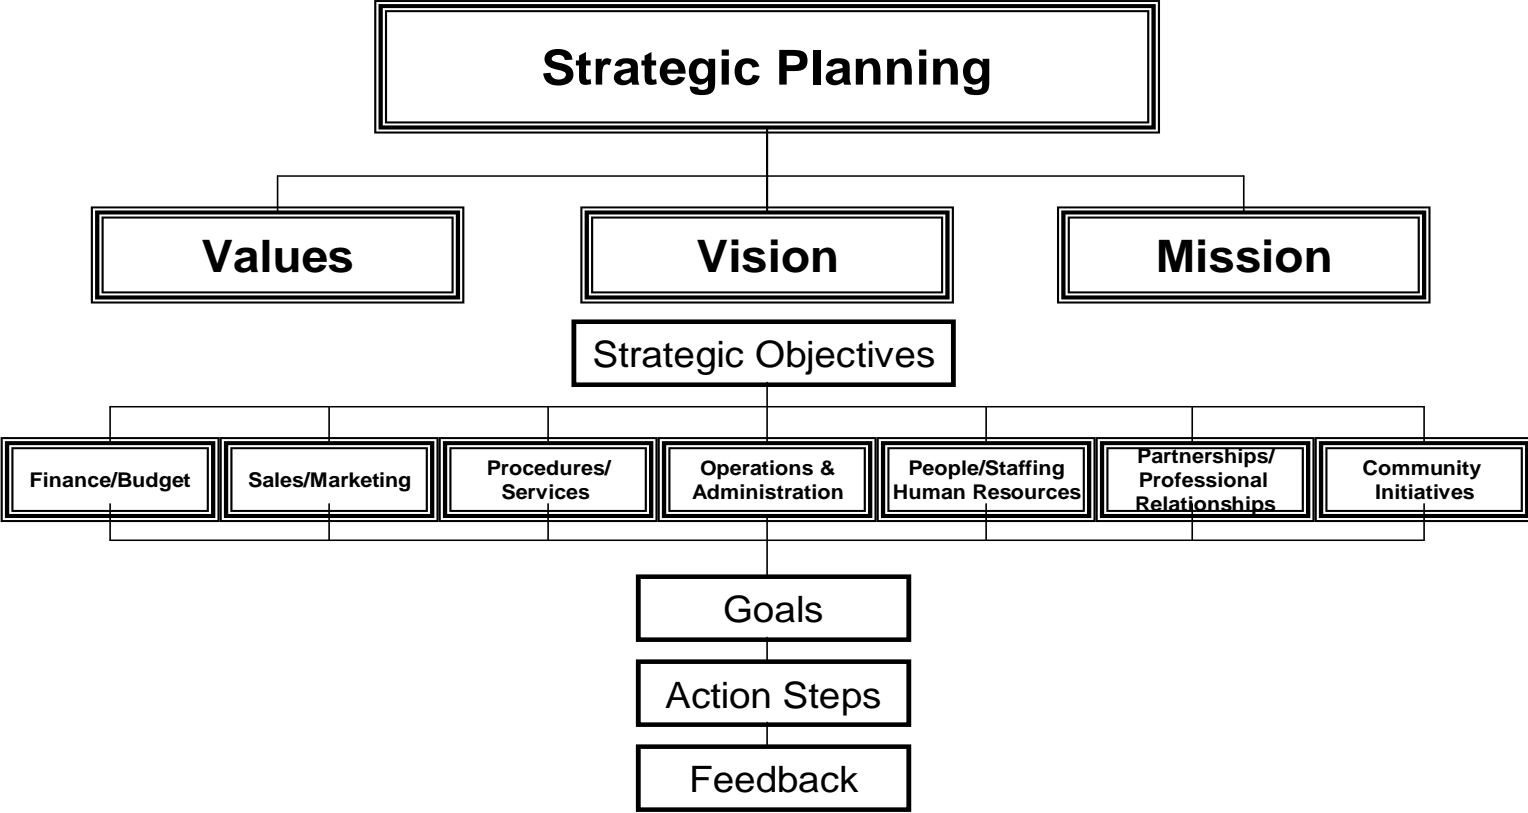 Strategic Planning
Values
Vision
Mission
Strategic Objectives
Finance/Budget
Sales/Marketing
Procedures/
Services
Operations &
Administration
People/Staffing
Human Resources
Partnerships/
Professional
Relationships
Community
Initiatives
Goals
Action Steps
Feedback